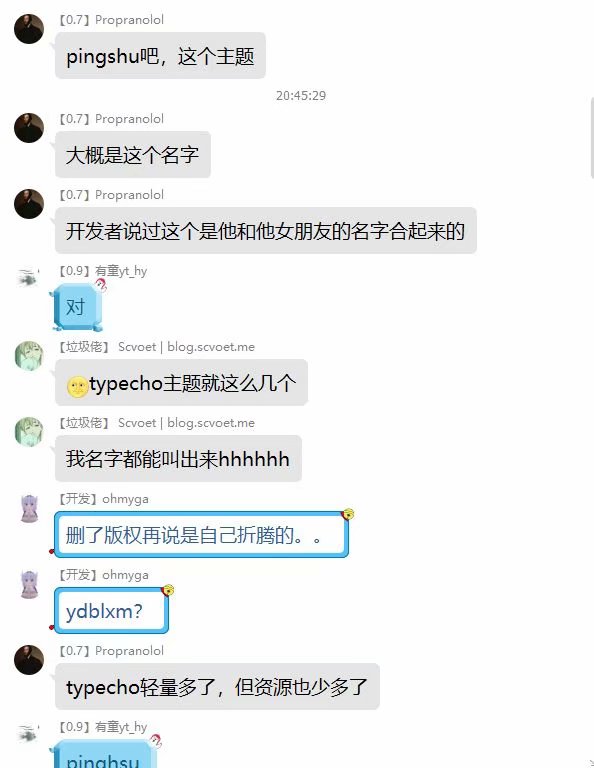 【0.7】Propranolol
pingshu吧，这个主题
20:45:29
【0.7】Propranolol
大概是这个名字
【0.7】Propranolol
开发者说过这个是他和他女朋友的名字合起来的
【0.9】有童yt_hy
对
【垃圾佬】 Scvoet | blog.scvoet.me
🌝typecho主题就这么几个
【垃圾佬】 Scvoet | blog.scvoet.me
我名字都能叫出来hhhhhh
【开发】ohmyga
删了版权再说是自己折腾的。。
【开发】ohmyga
ydblxm?
【0.7】Propranolol
typecho轻量多了，但资源也少多了
【0.9】有童yt_hy
pinghsu